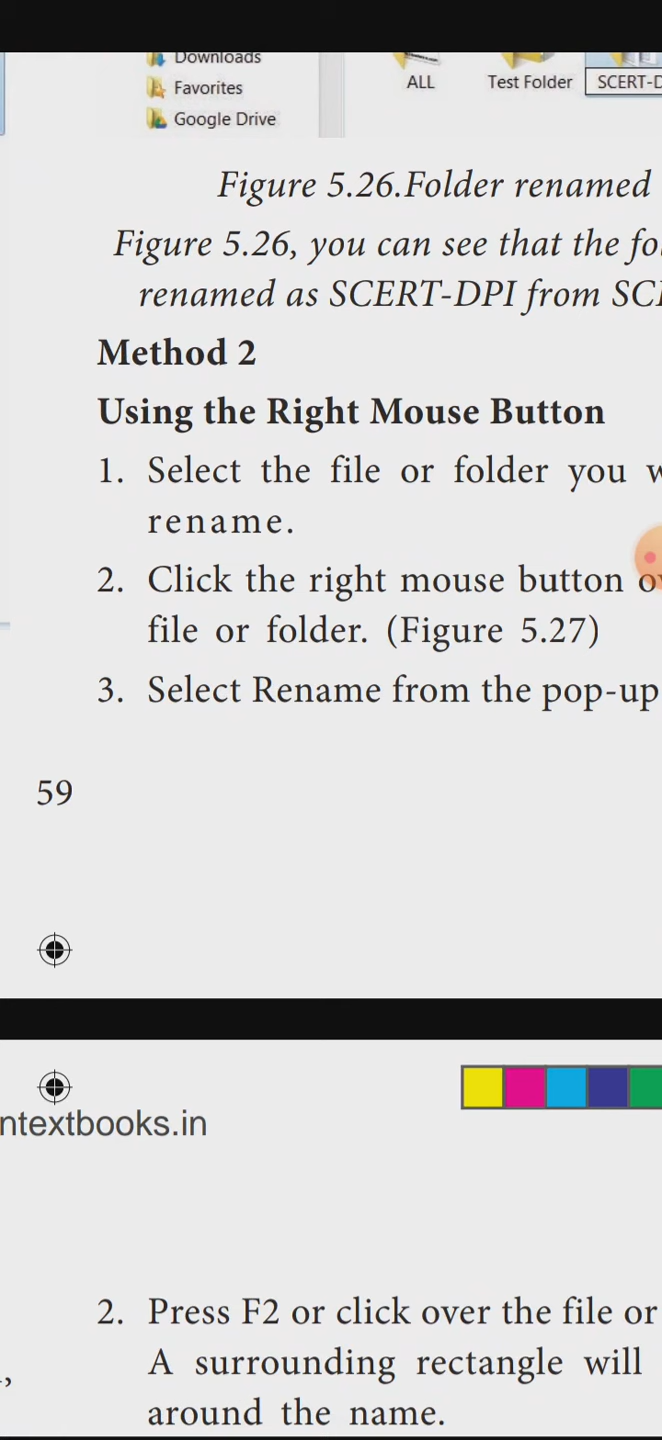 Downloads
Favorites
Google Drive
ALL
Test Folder
SCERT-D
Figure 5.26.Folder renamed
Figure 5.26, you can see that the fo
renamed as SCERT-DPI from SC
Method 2
Using the Right Mouse Button
1. Select the file or folder you w
rename.
2. Click the right mouse button o
file or folder. (Figure 5.27)
3. Select Rename from the pop-up
59
ntextbooks.in
2. Press F2 or click over the file or
A surrounding rectangle will
around the name.